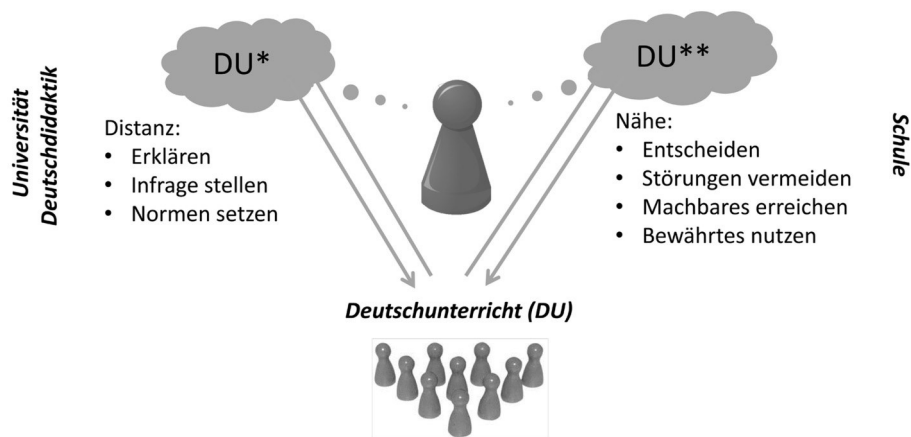 DU*
DU**
Universität
Deutschdidaktik
Distanz:
• Erklären
• Infrage stellen
• Normen setzen
Nähe:
• Entscheiden
• Störungen vermeiden
• Machbares erreichen
• Bewährtes nutzen
Schule
Deutschunterricht (DU)